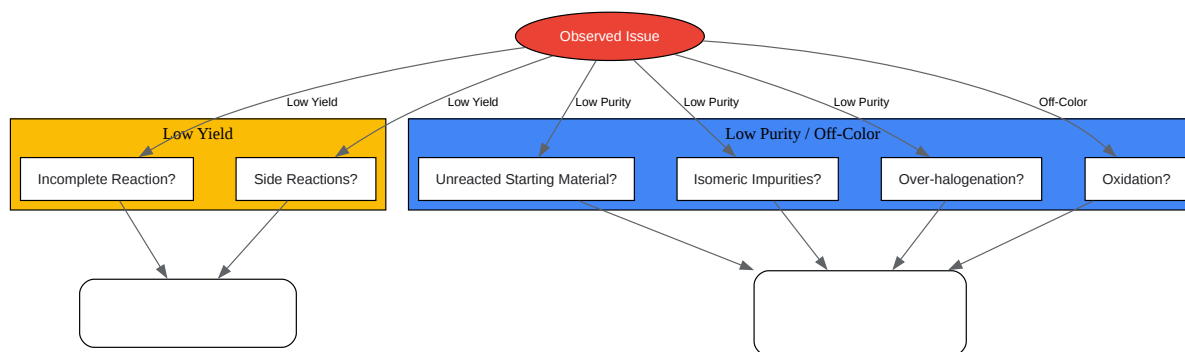 Observed Issue
Low Yield
Low Yield
Low Purity
Low Purity
Low Purity
Off-Color
Low Yield
Low Purity / Off-Color
Incomplete Reaction?
Side Reactions?
Unreacted Starting Material?
Isomeric Impurities?
Over-halogenation?
Oxidation?